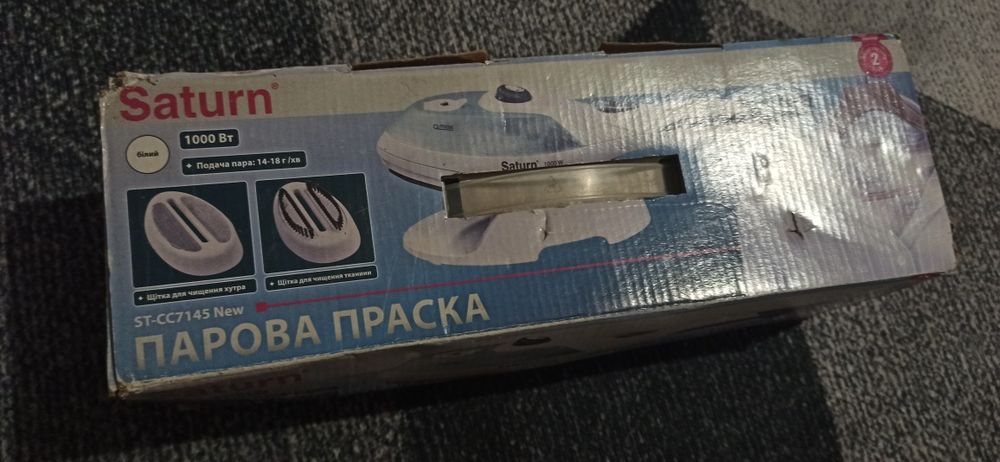 Saturn®
2
білий
1000 Вт
Подача пара: 14-18 г/хв
Saturn® 1000 W
Щітка для чищення хутра
Щітка для чищення тканини
ST-CC7145 New
ПАРОВА ПРАСКА
Saturn®